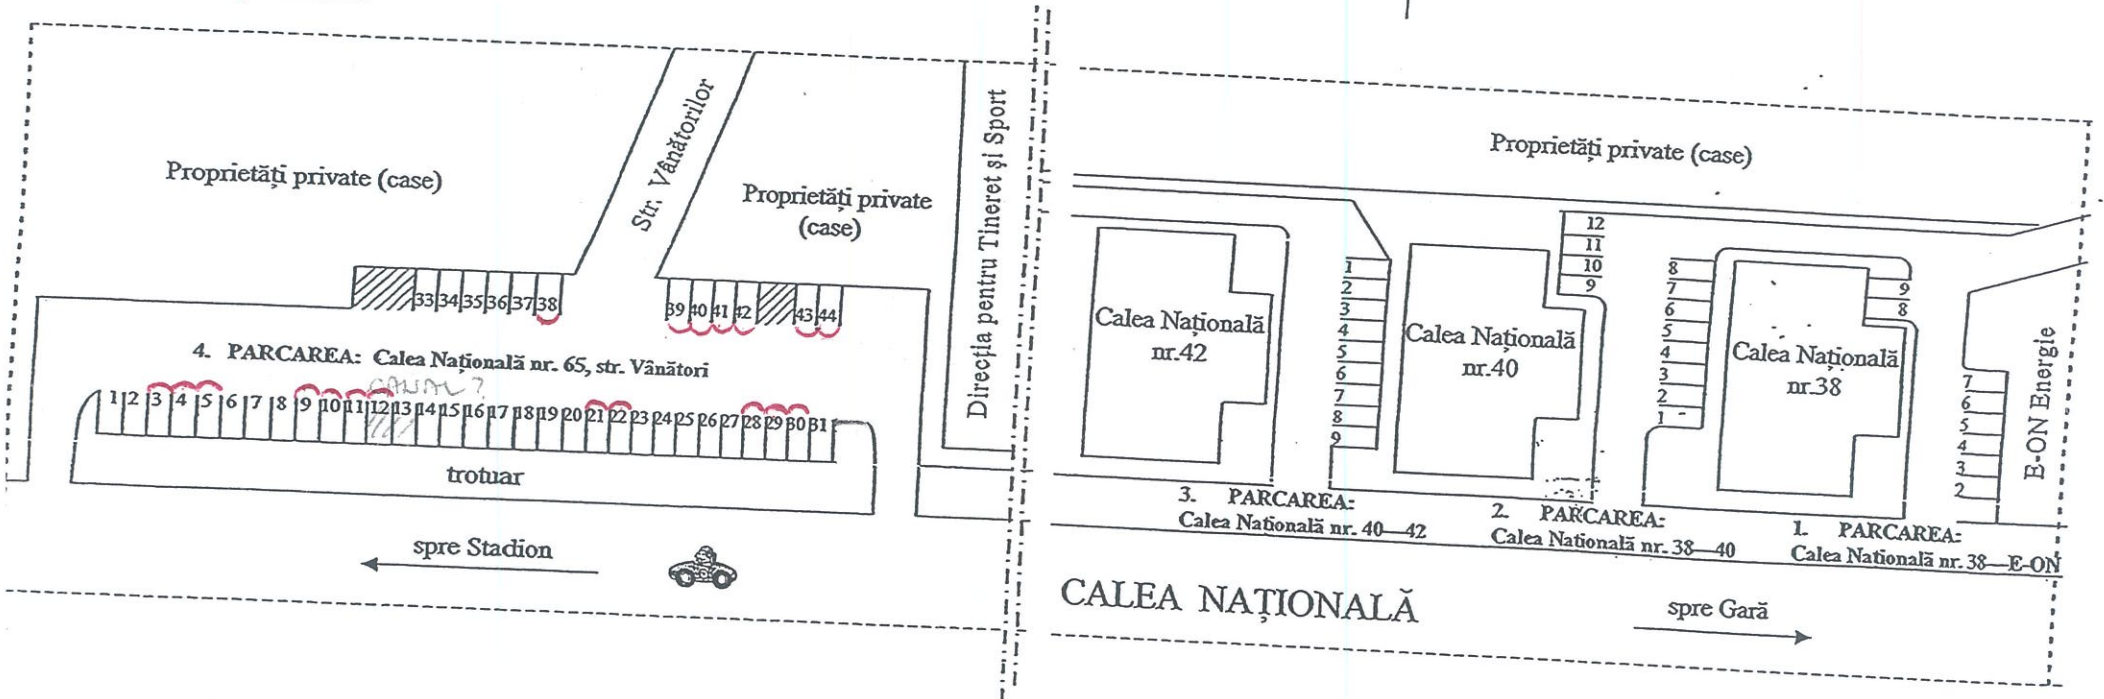 Proprietăți private (case)
Str. Vânătorilor
Proprietăți private
(case)
Direcția pentru Tineret și Sport
33 34 35 36 37 38
39 40 41 42 43 44
4. PARCAREA: Calea Națională nr. 65, str. Vânători
CANAL ?
1 2 3 4 5 6 7 8 9 10 11 12 13 14 15 16 17 18 19 20 21 22 23 24 25 26 27 28 29 30 31
trotuar
spre Stadion
Proprietăți private (case)
Calea Națională
nr.42
1
2
3
4
5
6
7
8
9
Calea Națională
nr.40
12
11
10
9
8
7
6
5
4
3
2
1
Calea Națională
nr.38
9
8
7
6
5
4
3
2
E-ON Energie
3. PARCAREA:
Calea Natională nr. 40—42
2. PARCAREA:
Calea Natională nr. 38—40
1. PARCAREA:
Calea Natională nr. 38—E-ON
CALEA NAȚIONALĂ
spre Gară